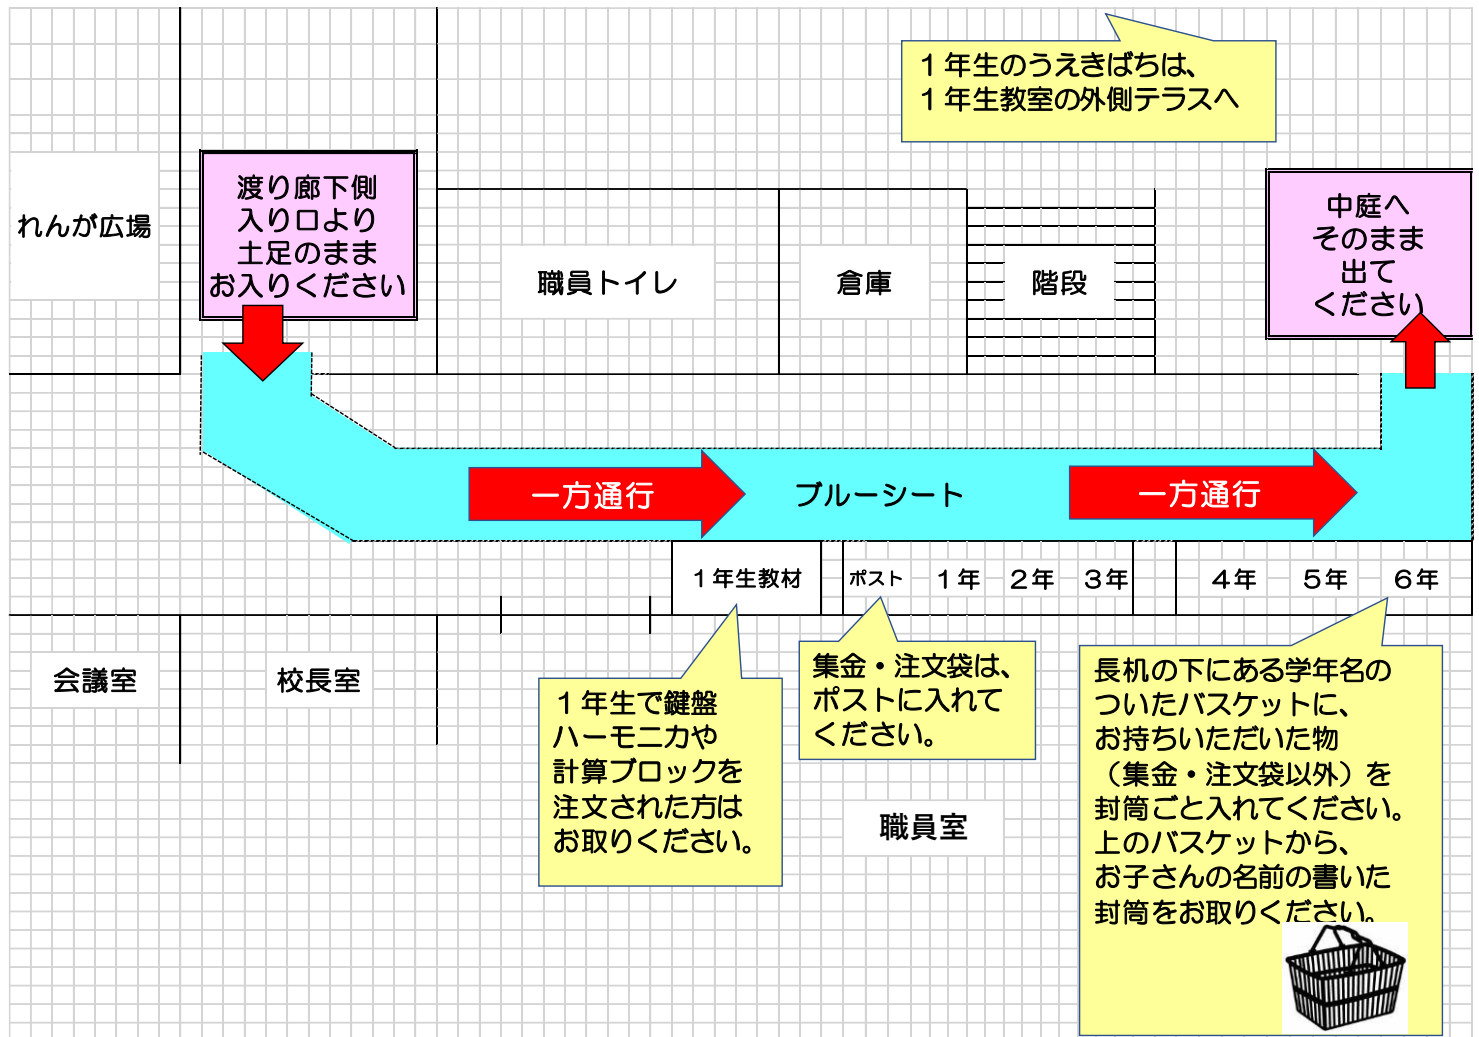 １年生のうえきばちは、
１年生教室の外側テラスへ
れんが広場
渡り廊下側
入り口より
土足のまま
お入りください
職員トイレ
倉庫
階段
中庭へ
そのまま
出て
ください
一方通行
ブルーシート
一方通行
１年生教材
ポスト
１年
２年
３年
４年
５年
６年
会議室
校長室
１年生で鍵盤
ハーモニカや
計算ブロックを
注文された方は
お取りください。
集金・注文袋は、
ポストに入れて
ください。
職員室
長机の下にある学年名の
ついたバスケットに、
お持ちいただいた物
（集金・注文袋以外）を
封筒ごと入れてください。
上のバスケットから、
お子さんの名前の書いた
封筒をお取りください。